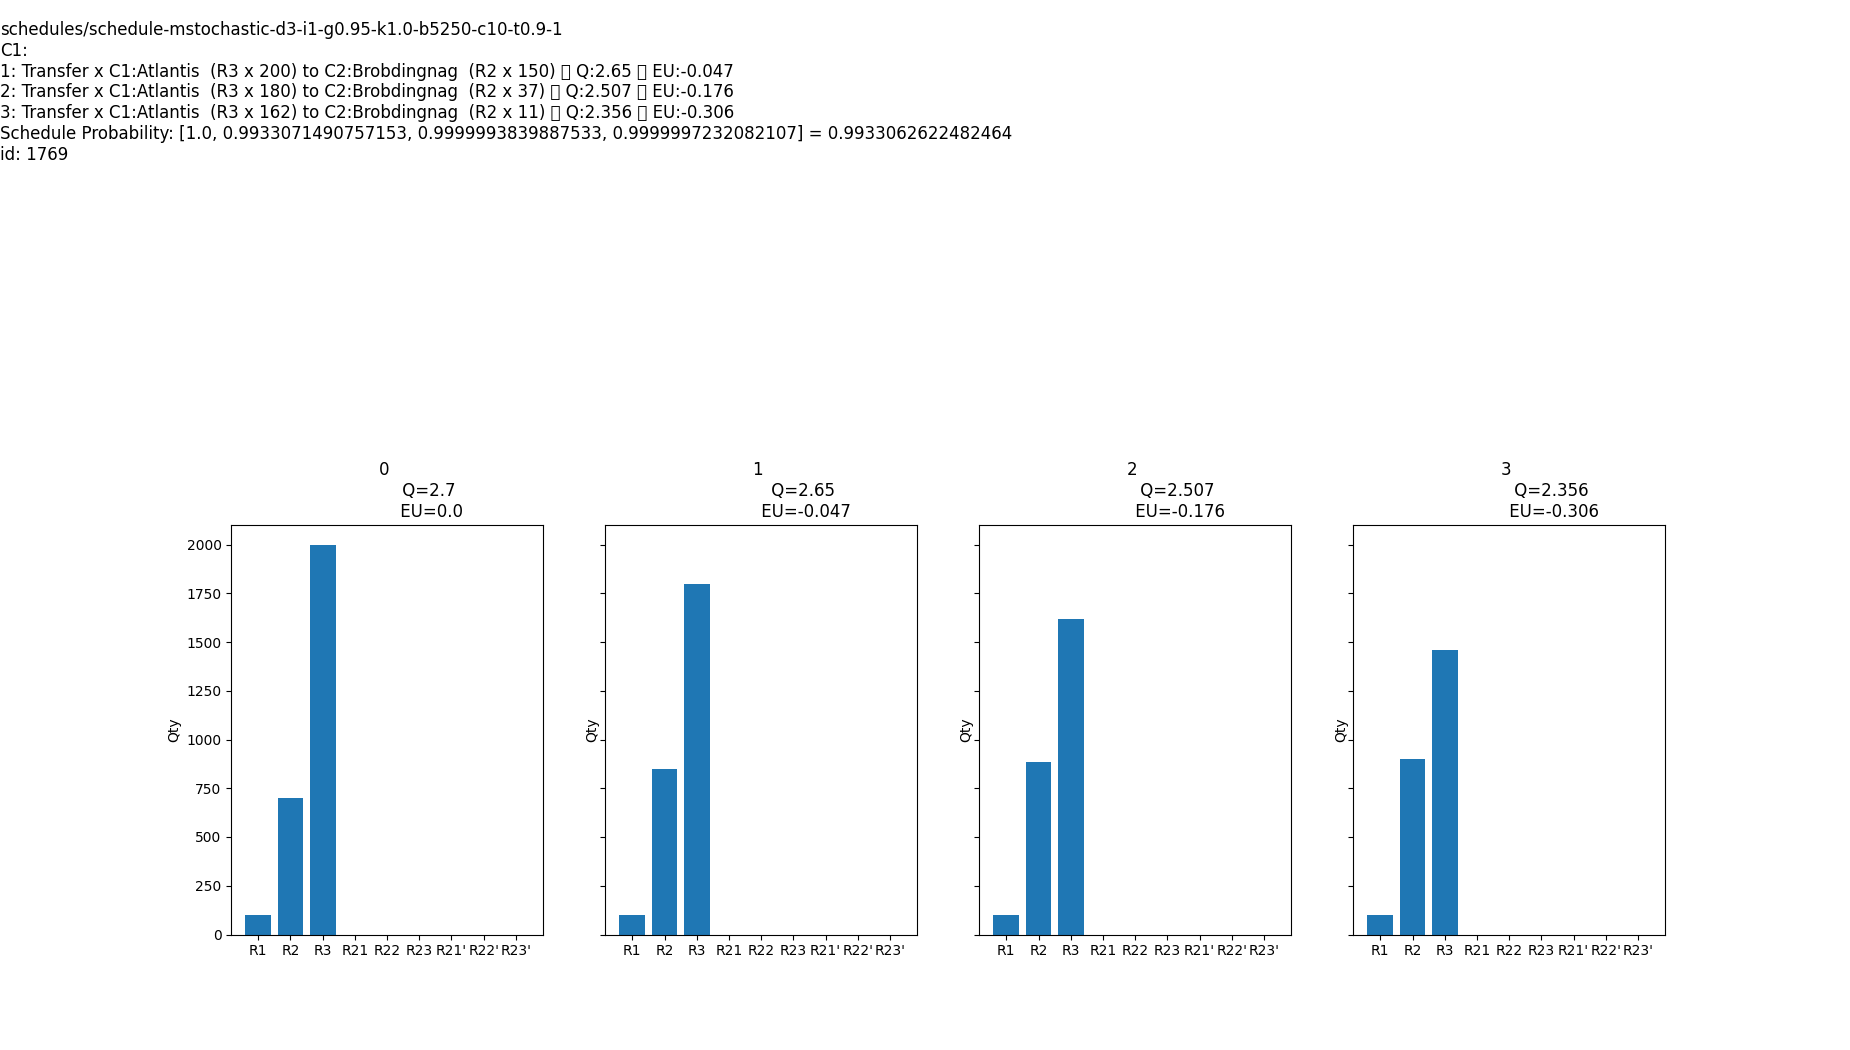 schedules/schedule-mstochastic-d3-i1-g0.95-k1.0-b5250-c10-t0.9-1
C1:
1: Transfer x C1:Atlantis  (R3 x 200) to C2:Brobdingnag  (R2 x 150) ▯ Q:2.65 ▯ EU:-0.047
2: Transfer x C1:Atlantis  (R3 x 180) to C2:Brobdingnag  (R2 x 37) ▯ Q:2.507 ▯ EU:-0.176
3: Transfer x C1:Atlantis  (R3 x 162) to C2:Brobdingnag  (R2 x 11) ▯ Q:2.356 ▯ EU:-0.306
Schedule Probability: [1.0, 0.9933071490757153, 0.9999993839887533, 0.9999997232082107] = 0.9933062622482464
id: 1769
0
Q=2.7
EU=0.0
1
Q=2.65
EU=-0.047
2
Q=2.507
EU=-0.176
3
Q=2.356
EU=-0.306
2000
1750
1500
1250
1000
750
500
250
0
Qty
R1 R2 R3 R21 R22 R23 R21' R22' R23'
Qty
R1 R2 R3 R21 R22 R23 R21' R22' R23'
Qty
R1 R2 R3 R21 R22 R23 R21' R22' R23'
Qty
R1 R2 R3 R21 R22 R23 R21' R22' R23'